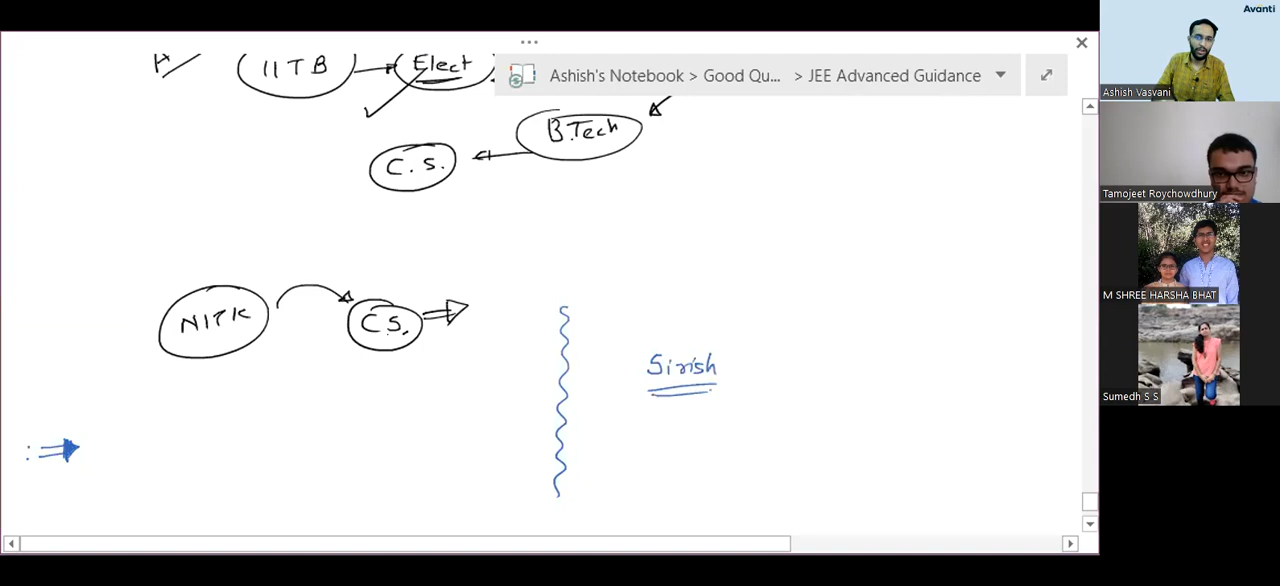 Avanti
IITB Elect
Ashish's Notebook > Good Qu... > JEE Advanced Guidance
Ashish Vasvani
B.Tech
C.S.
Tamojeet Roychowdhury
M SHREE HARSHA BHAT
NITK C.S.
Sirish
Sumedh S S